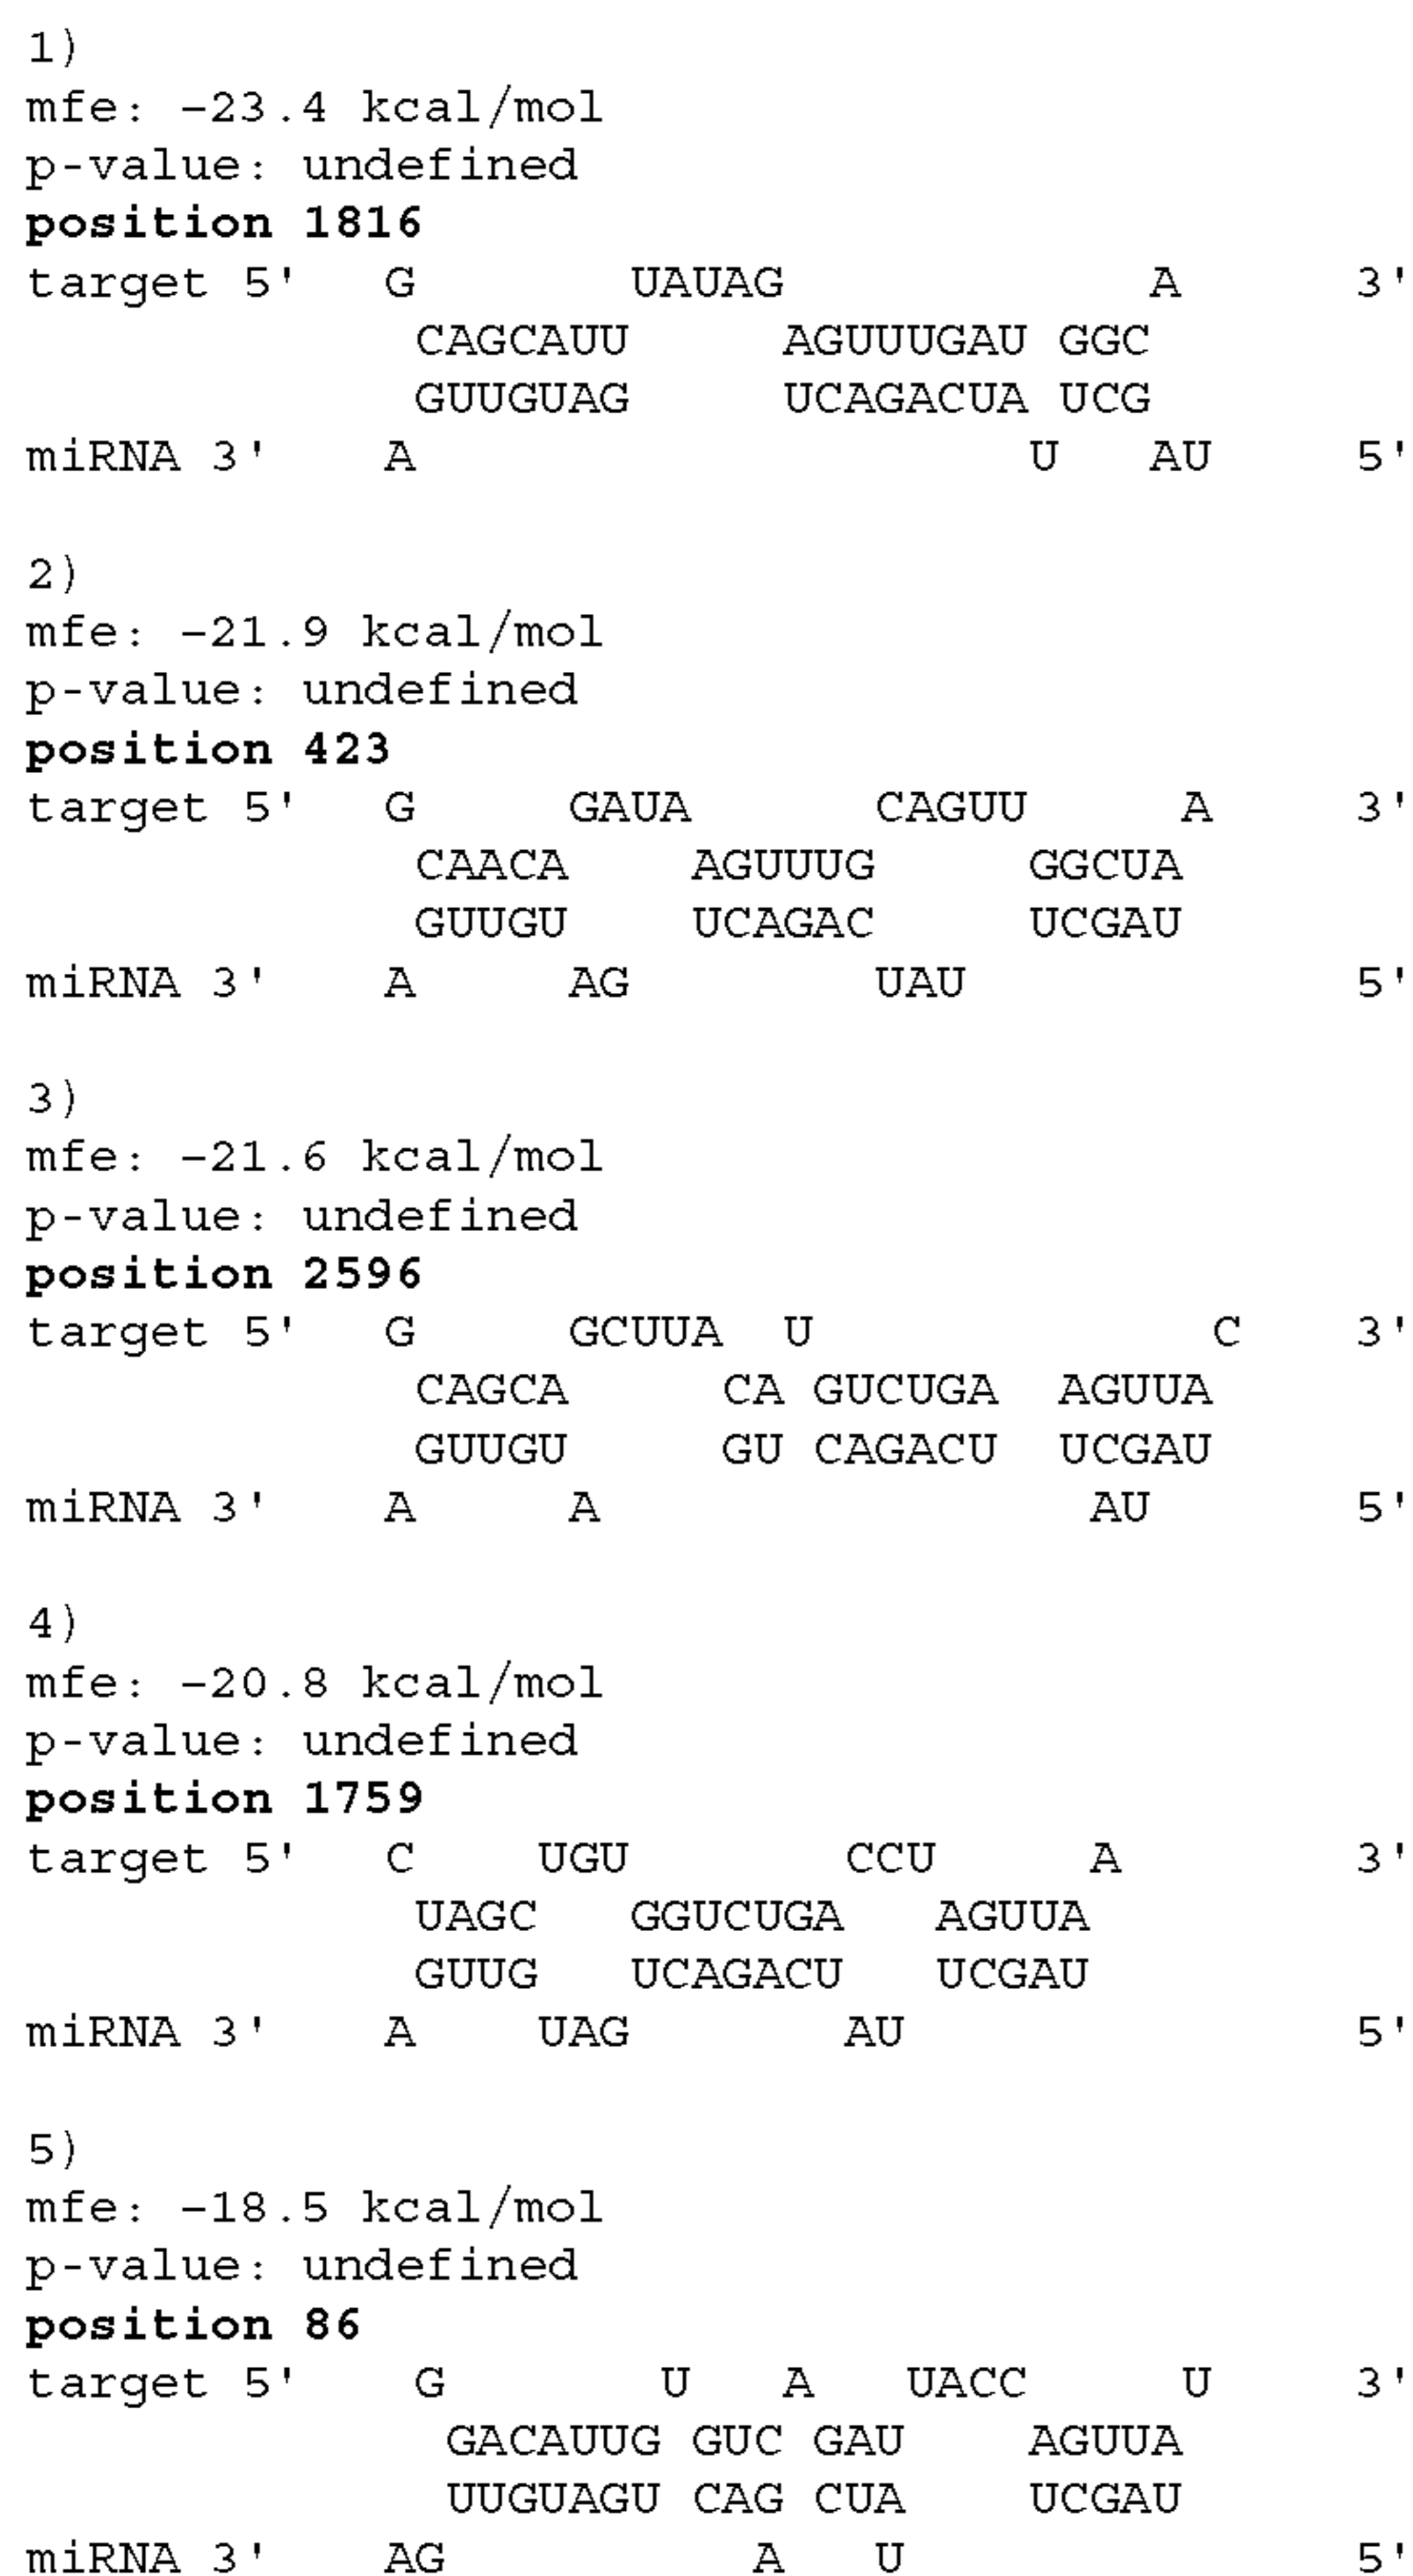 1)
mfe: -23.4 kcal/mol
p-value: undefined
position 1816
target 5'   G       UAUAG            A      3'
             CAGCAUU     AGUUUGAU GGC
             GUUGUAG     UCAGACUA UCG
miRNA 3'    A                    U   AU     5'
2)
mfe: -21.9 kcal/mol
p-value: undefined
position 423
target 5'   G     GAUA      CAGUU     A     3'
             CAACA    AGUUUG     GGCUA
             GUUGU    UCAGAC     UCGAU
miRNA 3'    A     AG        UAU             5'
3)
mfe: -21.6 kcal/mol
p-value: undefined
position 2596
target 5'   G     GCUUA  U             C    3'
             CAGCA     CA GUCUGA  AGUUA
             GUUGU     GU CAGACU  UCGAU
miRNA 3'    A     A                AU       5'
4)
mfe: -20.8 kcal/mol
p-value: undefined
position 1759
target 5'   C    UGU       CCU     A        3'
             UAGC   GGUCUGA   AGUUA
             GUUG   UCAGACU   UCGAU
miRNA 3'    A    UAG       AU               5'
5)
mfe: -18.5 kcal/mol
p-value: undefined
position 86
target 5'    G       U   A   UACC     U     3'
              GACAUUG GUC GAU    AGUUA
              UUGUAGU CAG CUA    UCGAU
miRNA 3'    AG          A   U               5'